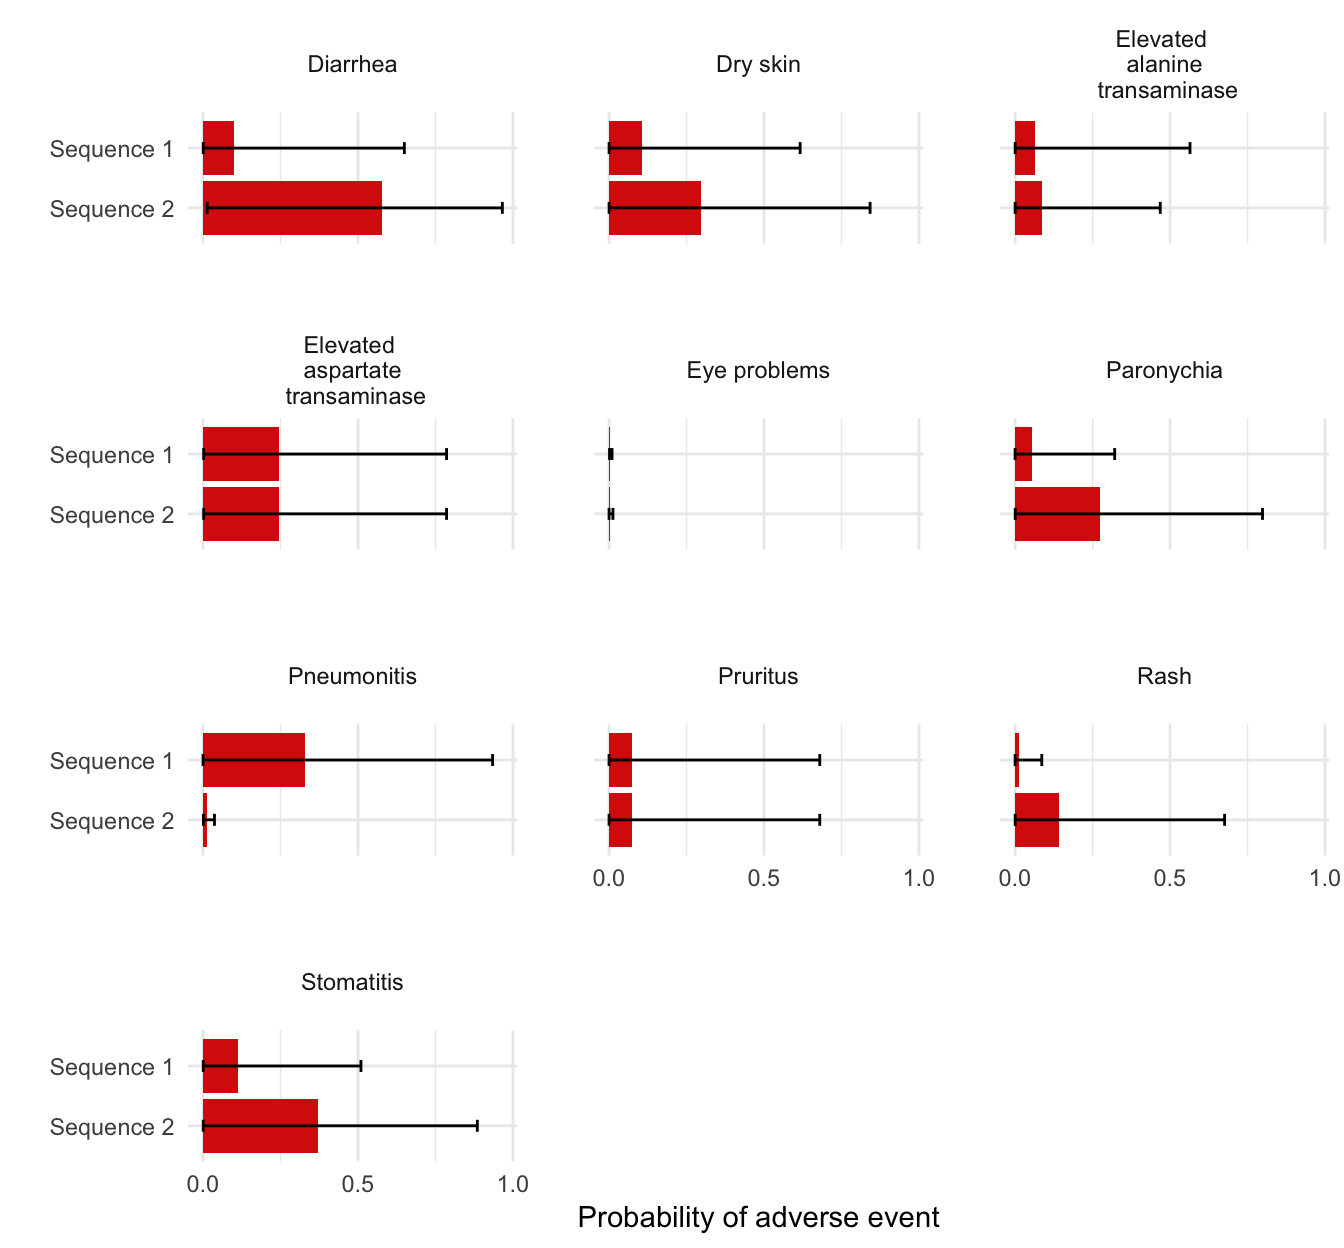 Diarrhea
Dry skin
Elevated
alanine
transaminase
Sequence 1
Sequence 2
Elevated
aspartate
transaminase
Eye problems
Paronychia
Sequence 1
Sequence 2
Pneumonitis
Pruritus
Rash
Sequence 1
Sequence 2
0.0 0.5 1.0
0.0 0.5 1.0
Stomatitis
Sequence 1
Sequence 2
0.0 0.5 1.0
Probability of adverse event